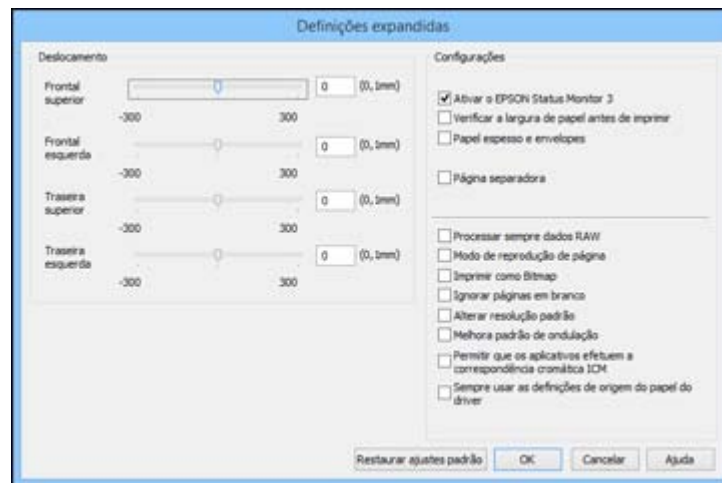 Definições expandidas
Deslocamento
Frontal superior
0 (0,1mm)
-300 300
Frontal esquerda
0 (0,1mm)
-300 300
Traseira superior
0 (0,1mm)
-300 300
Traseira esquerda
0 (0,1mm)
-300 300
Configurações
Ativar o EPSON Status Monitor 3
Verificar a largura de papel antes de imprimir
Papel espesso e envelopes
Página separadora
Processar sempre dados RAW
Modo de reprodução de página
Imprimir como Bitmap
Ignorar páginas em branco
Alterar resolução padrão
Melhora padrão de ondulação
Permitir que os aplicativos efetuem a
correspondência cromática ICM
Sempre usar as definições de origem do papel do
driver
Restaurar ajustes padrão OK Cancelar Ajuda